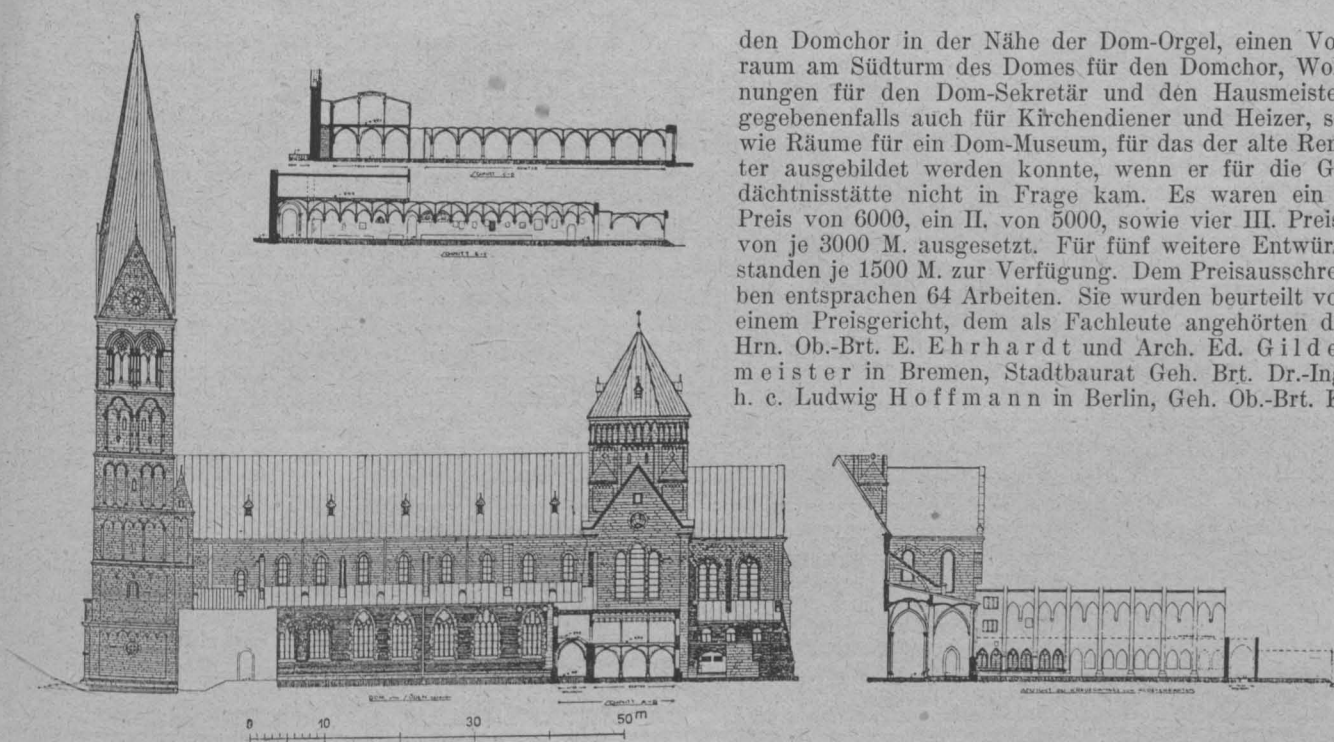 den Domchor in der Nähe der Dom-Orgel, einen Vo
raum am Südturm des Domes für den Domchor, Wo
nungen für den Dom-Sekretär und den Hausmeiste
gegebenenfalls auch für Kirchendiener und Heizer, s
wie Räume für ein Dom-Museum, für das der alte Rem
ter ausgebildet werden konnte, wenn er für die G
dächtnisstätte nicht in Frage kam. Es waren ein
Preis von 6000, ein II. von 5000, sowie vier III. Preis
von je 3000 M. ausgesetzt. Für fünf weitere Entwür
standen je 1500 M. zur Verfügung. Dem Preisausschre
ben entsprachen 64 Arbeiten. Sie wurden beurteilt vo
einem Preisgericht, dem als Fachleute angehörten d
Hrn. Ob.-Brt. E. Ehrhardt und Arch. Ed. Gilde
meister in Bremen, Stadtbaurat Geh. Brt. Dr.-Ing
h. c. Ludwig Hoffmann in Berlin, Geh. Ob.-Brt.
SCHNITT A-B
0 10 30 50 m